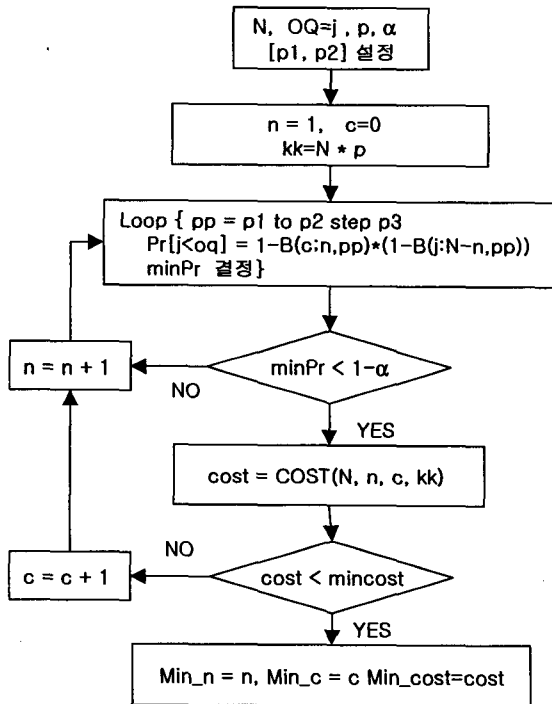 N, OQ=j , p, α
[p1, p2] 설정
n = 1, c=0
kk=N * p
Loop { pp = p1 to p2 step p3
Pr[j<oq] = 1-B(c;n,pp)*(1-B(j:N-n,pp))
minPr 결정}
n = n + 1
NO
minPr < 1-α
YES
cost = COST(N, n, c, kk)
NO
c = c + 1
cost < mincost
YES
Min_n = n, Min_c = c Min_cost=cost